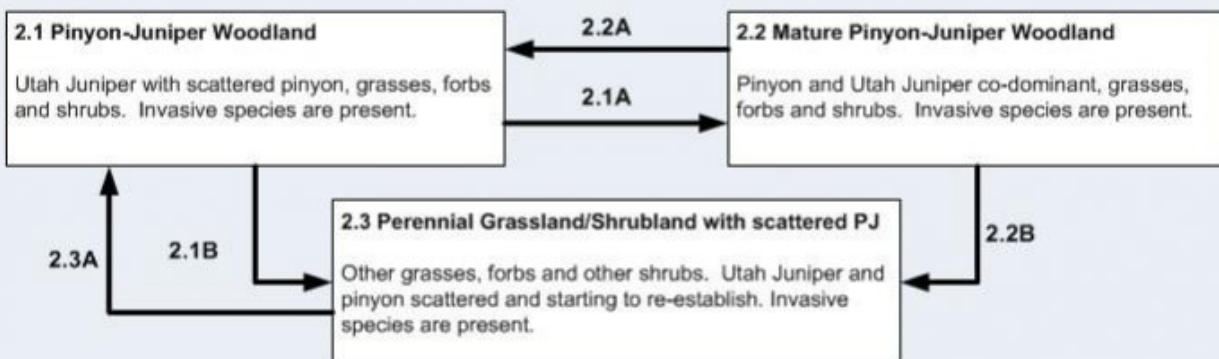 2.1 Pinyon-Juniper Woodland
Utah Juniper with scattered pinyon, grasses, forbs
and shrubs. Invasive species are present.
2.2A
2.1A
2.2 Mature Pinyon-Juniper Woodland
Pinyon and Utah Juniper co-dominant, grasses,
forbs and shrubs. Invasive species are present.
2.3A
2.1B
2.3 Perennial Grassland/Shrubland with scattered PJ
Other grasses, forbs and other shrubs. Utah Juniper and
pinyon scattered and starting to re-establish. Invasive
species are present.
2.2B